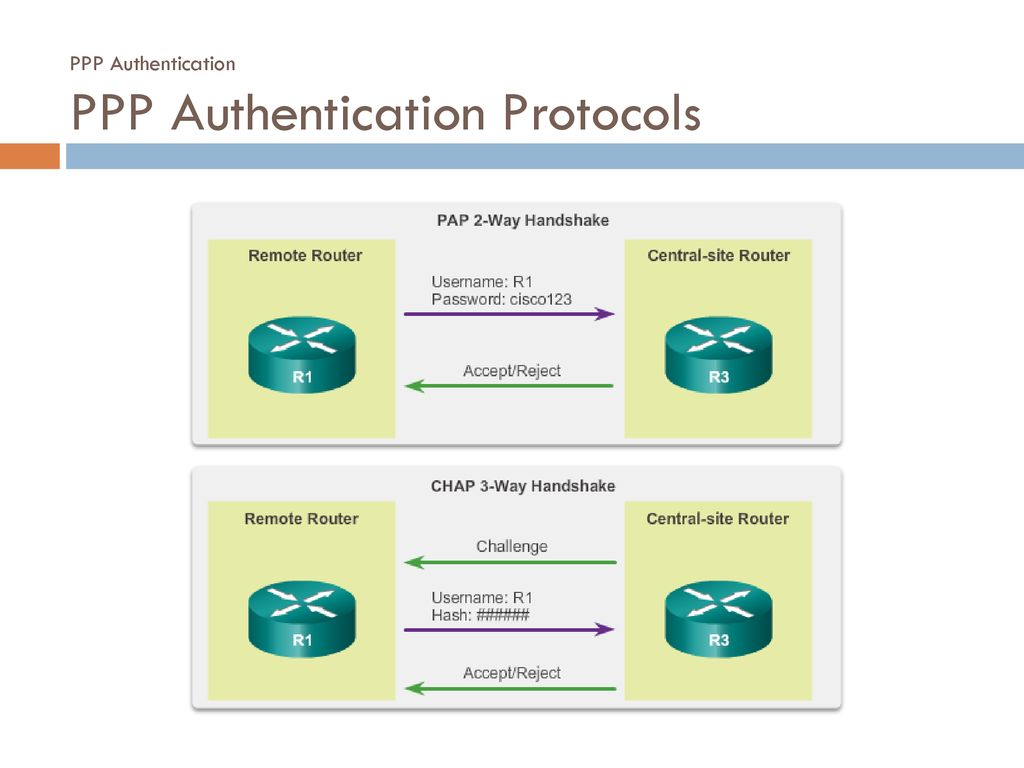 PPP Authentication
PPP Authentication Protocols
PAP 2-Way Handshake
Remote Router
Central-site Router
Username: R1
Password: cisco123
Accept/Reject
R1
R3
CHAP 3-Way Handshake
Remote Router
Central-site Router
Challenge
Username: R1
Hash: ######
R1
R3
Accept/Reject